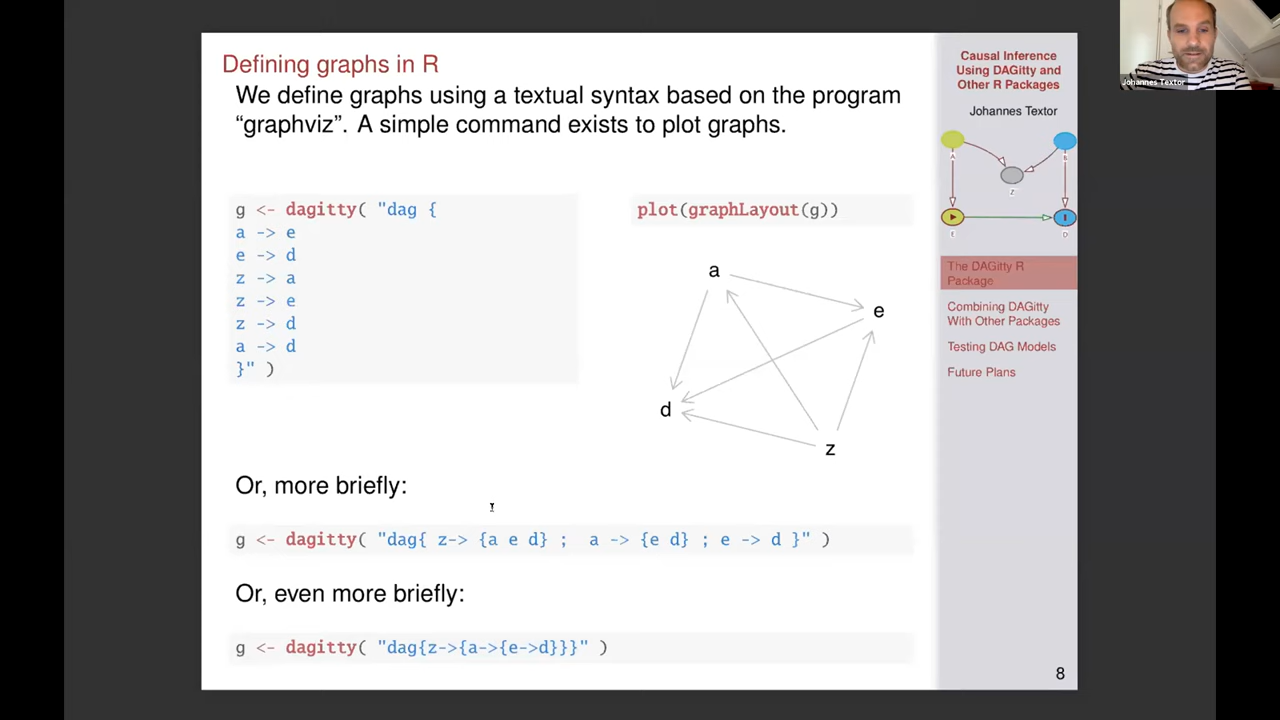 Defining graphs in R
We define graphs using a textual syntax based on the program
“graphviz”. A simple command exists to plot graphs.
g <- dagitty( "dag {
a -> e
e -> d
z -> a
z -> e
z -> d
a -> d
}" )
plot(graphLayout(g))
a
e
d
z
Or, more briefly:
g <- dagitty( "dag{ z-> {a e d} ; a -> {e d} ; e -> d }" )
Or, even more briefly:
g <- dagitty( "dag{z->{a->{e->d}}}" )
Causal Inference
Using DAGitty and
Other R Packages
Johannes Textor
A
B
Z
E
D
The DAGitty R
Package
Combining DAGitty
With Other Packages
Testing DAG Models
Future Plans
8
Johannes Textor